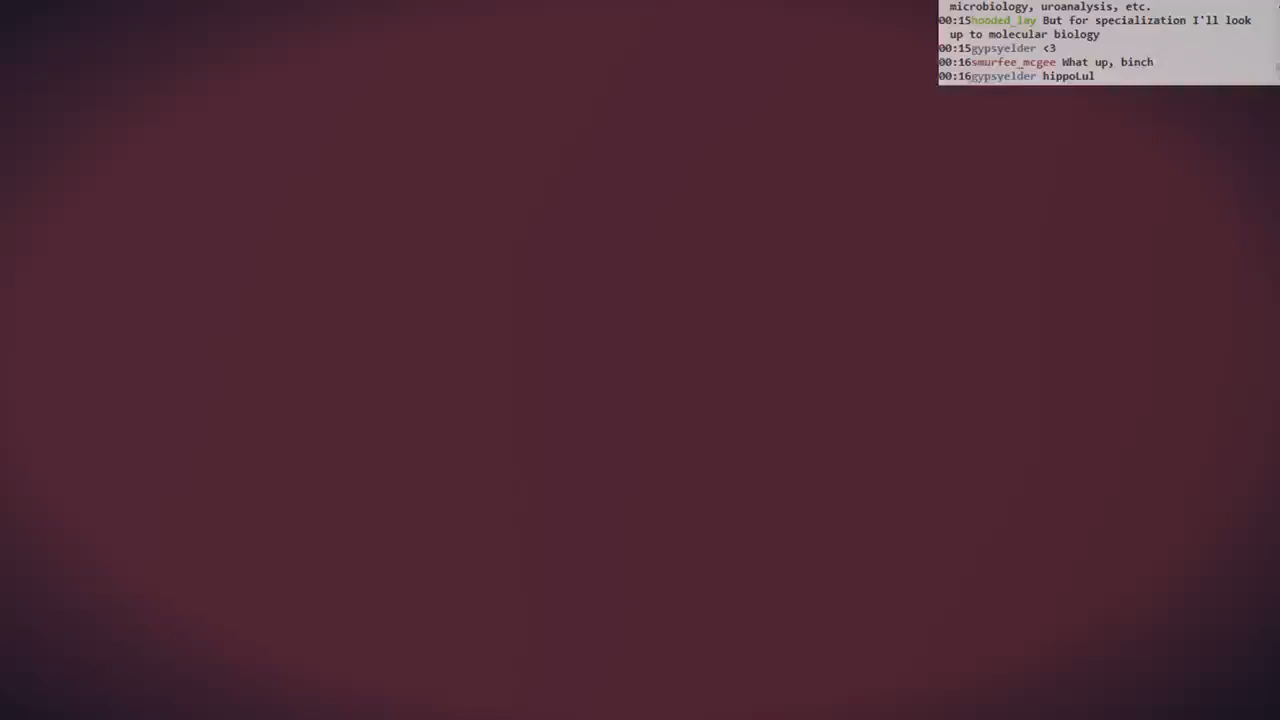 microbiology, uroanalysis, etc.
00:15hooded_lay But for specialization I'll look
up to molecular biology
00:15gypsyelder <3
00:16smurfee_mcgee What up, binch
00:16gypsyelder hippoLul